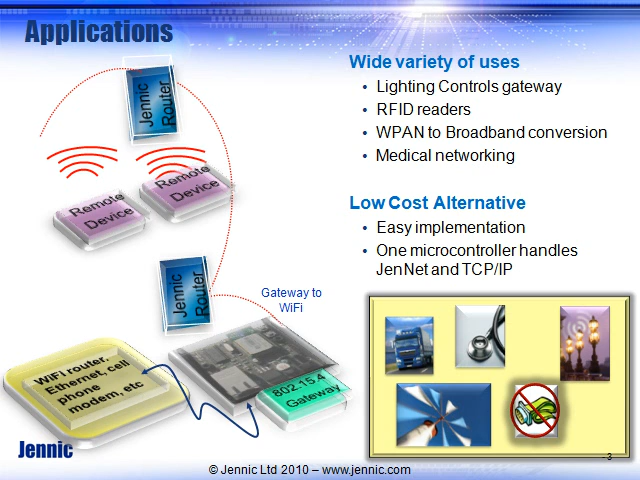 Applications
Wide variety of uses
• Lighting Controls gateway
• RFID readers
• WPAN to Broadband conversion
• Medical networking
Low Cost Alternative
• Easy implementation
• One microcontroller handles
JenNet and TCP/IP
Jennic
Router
Remote
Device
Remote
Device
Jennic
Router
Gateway to
WiFi
WiFi router,
Ethernet, cell
phone
modem, etc
802.15.4
Gateway
Jennic
© Jennic Ltd 2010 – www.jennic.com
3